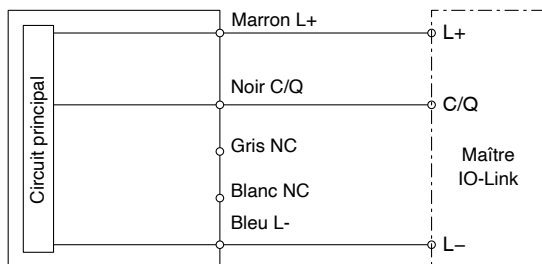 Circuit principal
Marron L+
Noir C/Q
Gris NC
Blanc NC
Bleu L-
L+
C/Q
Maître
IO-Link
L−